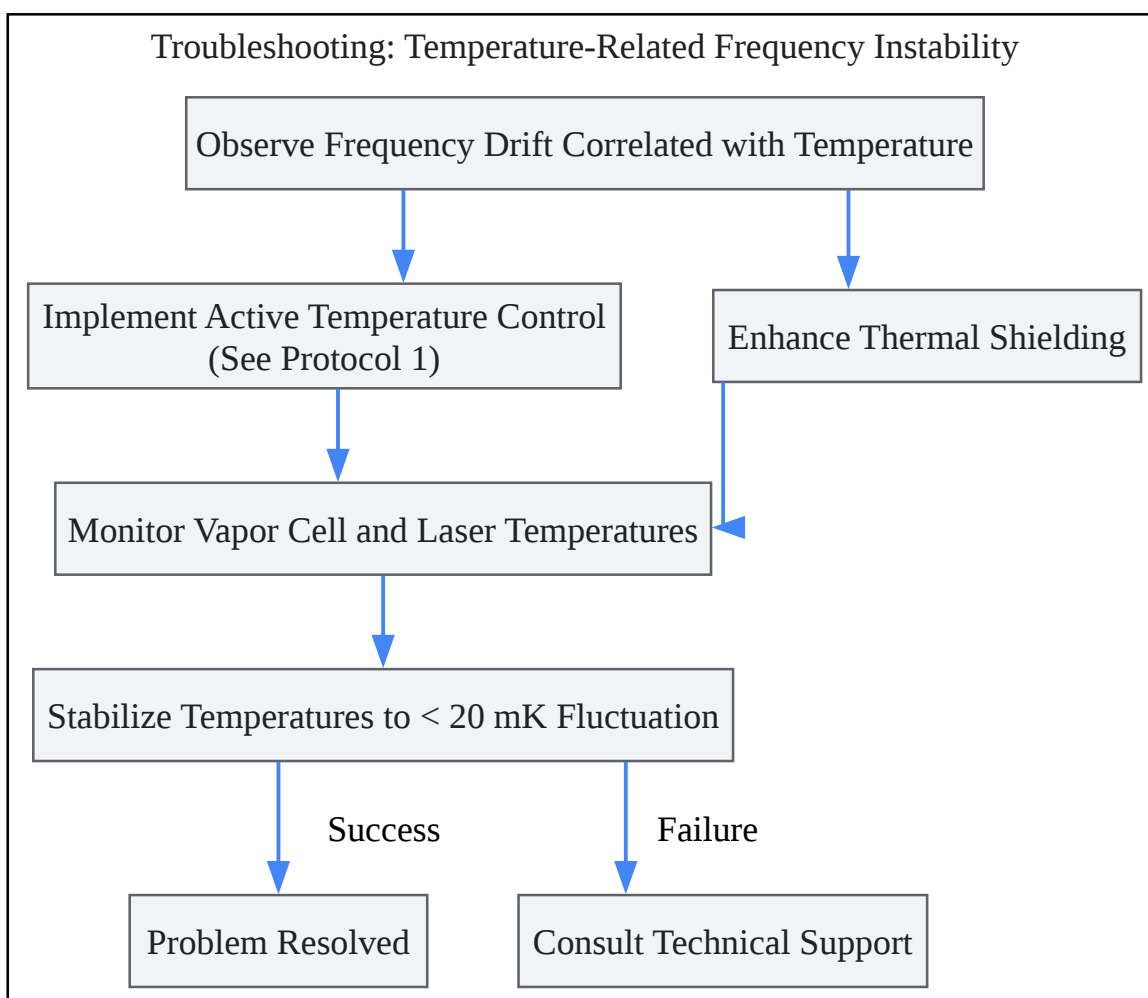 Troubleshooting: Temperature-Related Frequency Instability
Observe Frequency Drift Correlated with Temperature
Implement Active Temperature Control
(See Protocol 1)
Enhance Thermal Shielding
Monitor Vapor Cell and Laser Temperatures
Stabilize Temperatures to < 20 mK Fluctuation
Success
Failure
Problem Resolved
Consult Technical Support